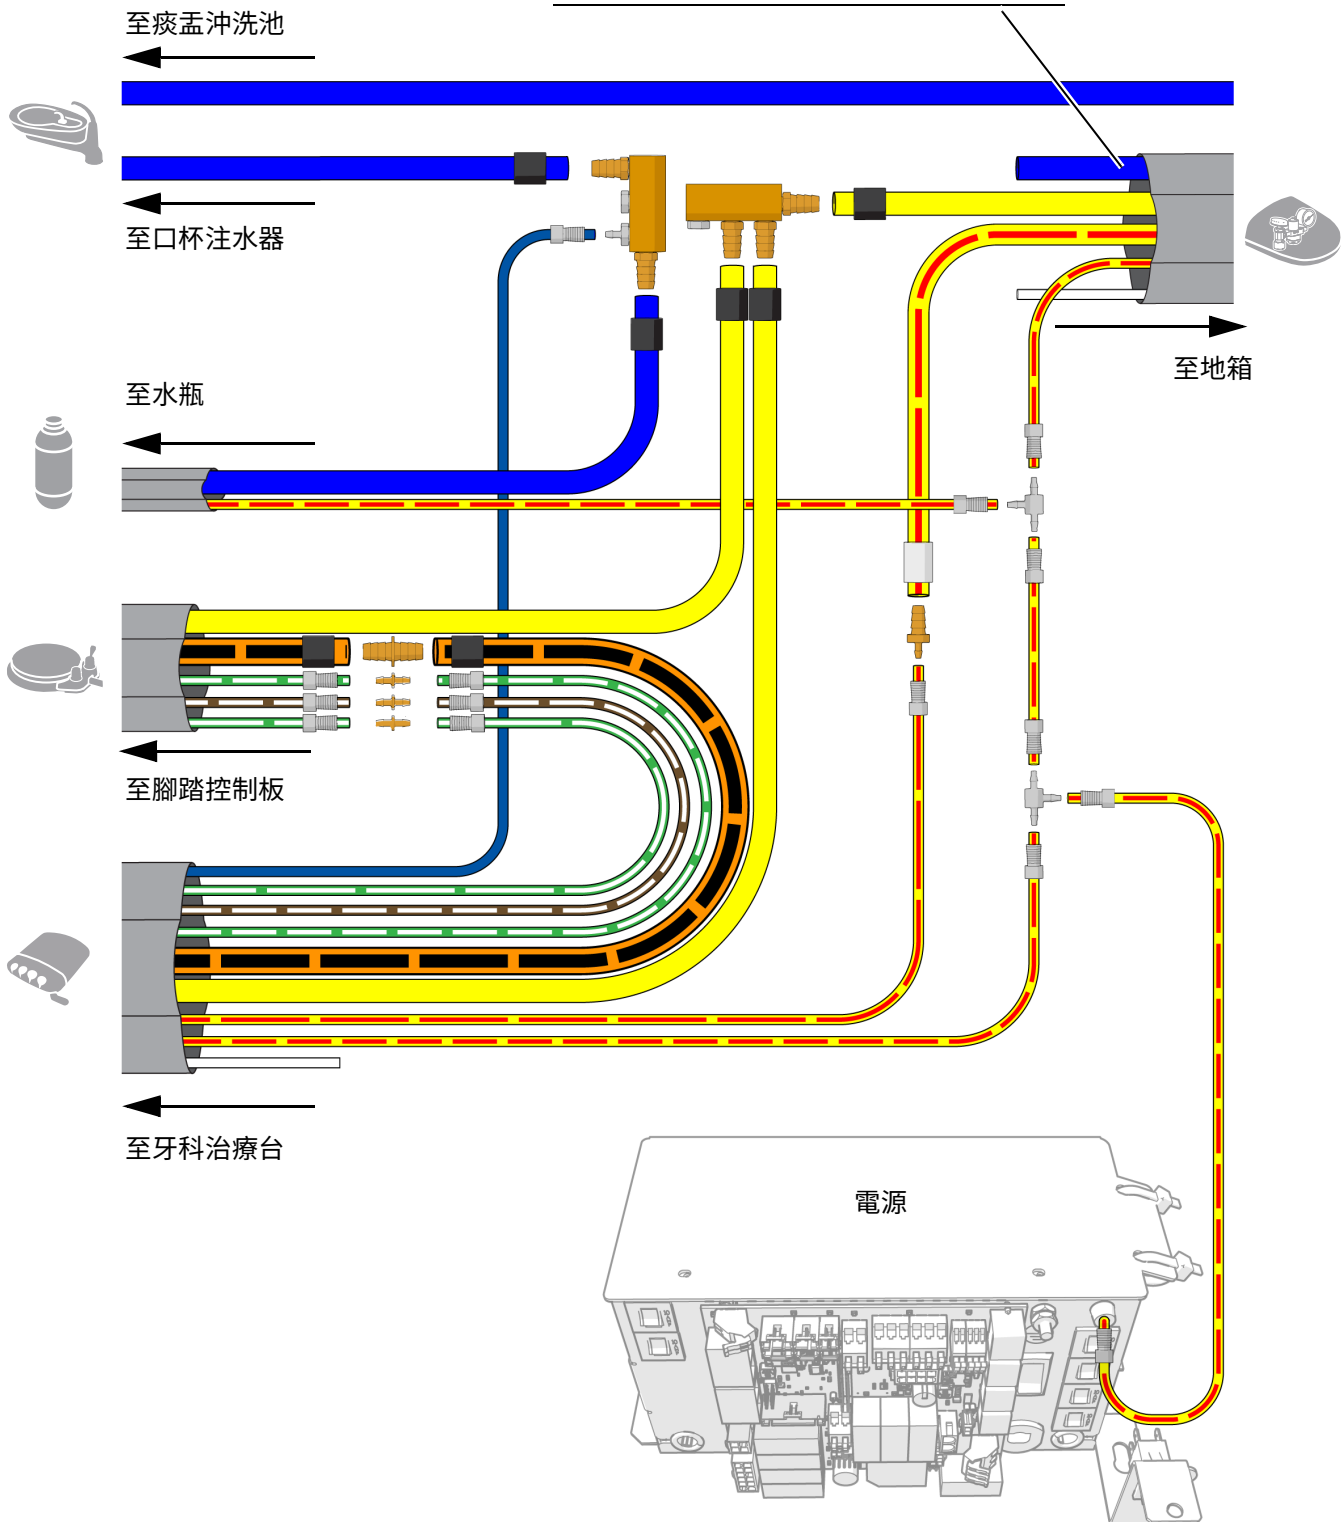 至痰盂沖洗池
至口杯注水器
至地箱
至水瓶
至腳踏控制板
至牙科治療台
電源